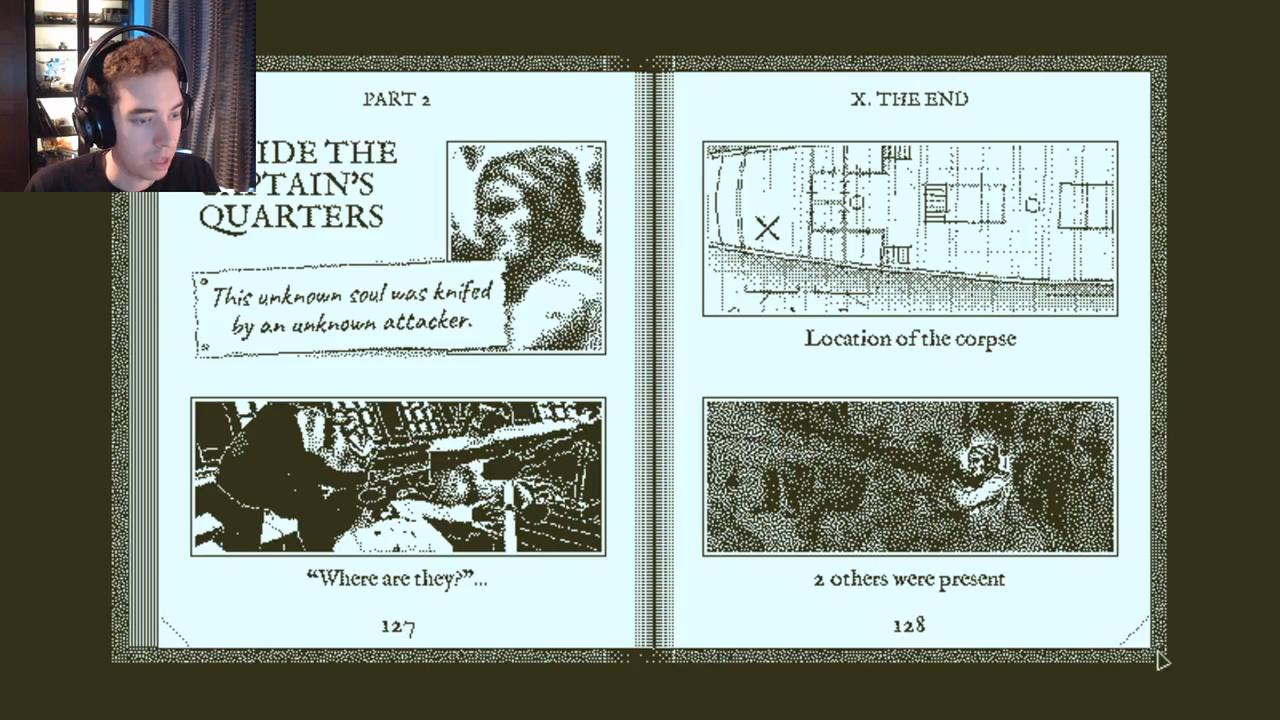 PART 2
IDE THE
PTAIN'S
QUARTERS
This unknown soul was knifed
by an unknown attacker.
"Where are they?"...
127
X. THE END
Location of the corpse
2 others were present
128